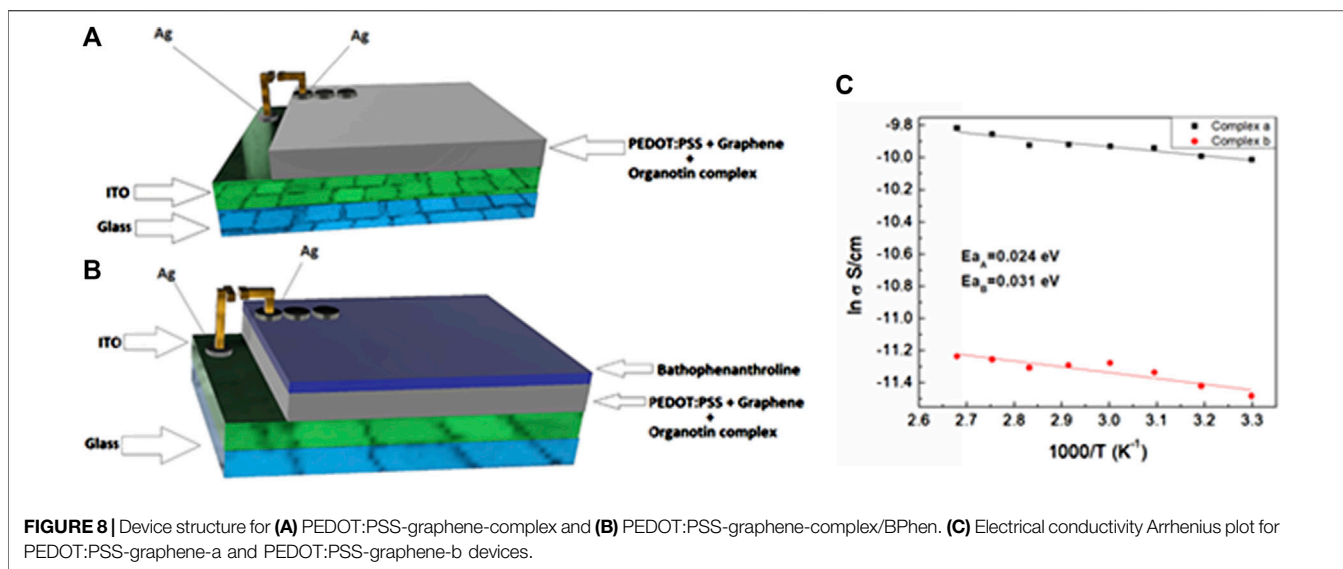 A
Ag
Ag
PEDOT:PSS + Graphene
+
Organotin complex
ITO
Glass
B
Ag
Ag
ITO
Bathophenanthroline
PEDOT:PSS + Graphene
+
Organotin complex
Glass
C
-9.8
-10.0
-10.2
-10.4
-10.6
-10.8
-11.0
-11.2
-11.4
ln σ S/cm
Complex a
Complex b
Ea_A=0.024 eV
Ea_B=0.031 eV
2.6 2.7 2.8 2.9 3.0 3.1 3.2 3.3
1000/T (K⁻¹)
FIGURE 8 | Device structure for (A) PEDOT:PSS-graphene-complex and (B) PEDOT:PSS-graphene-complex/BPhen. (C) Electrical conductivity Arrhenius plot for
PEDOT:PSS-graphene-a and PEDOT:PSS-graphene-b devices.